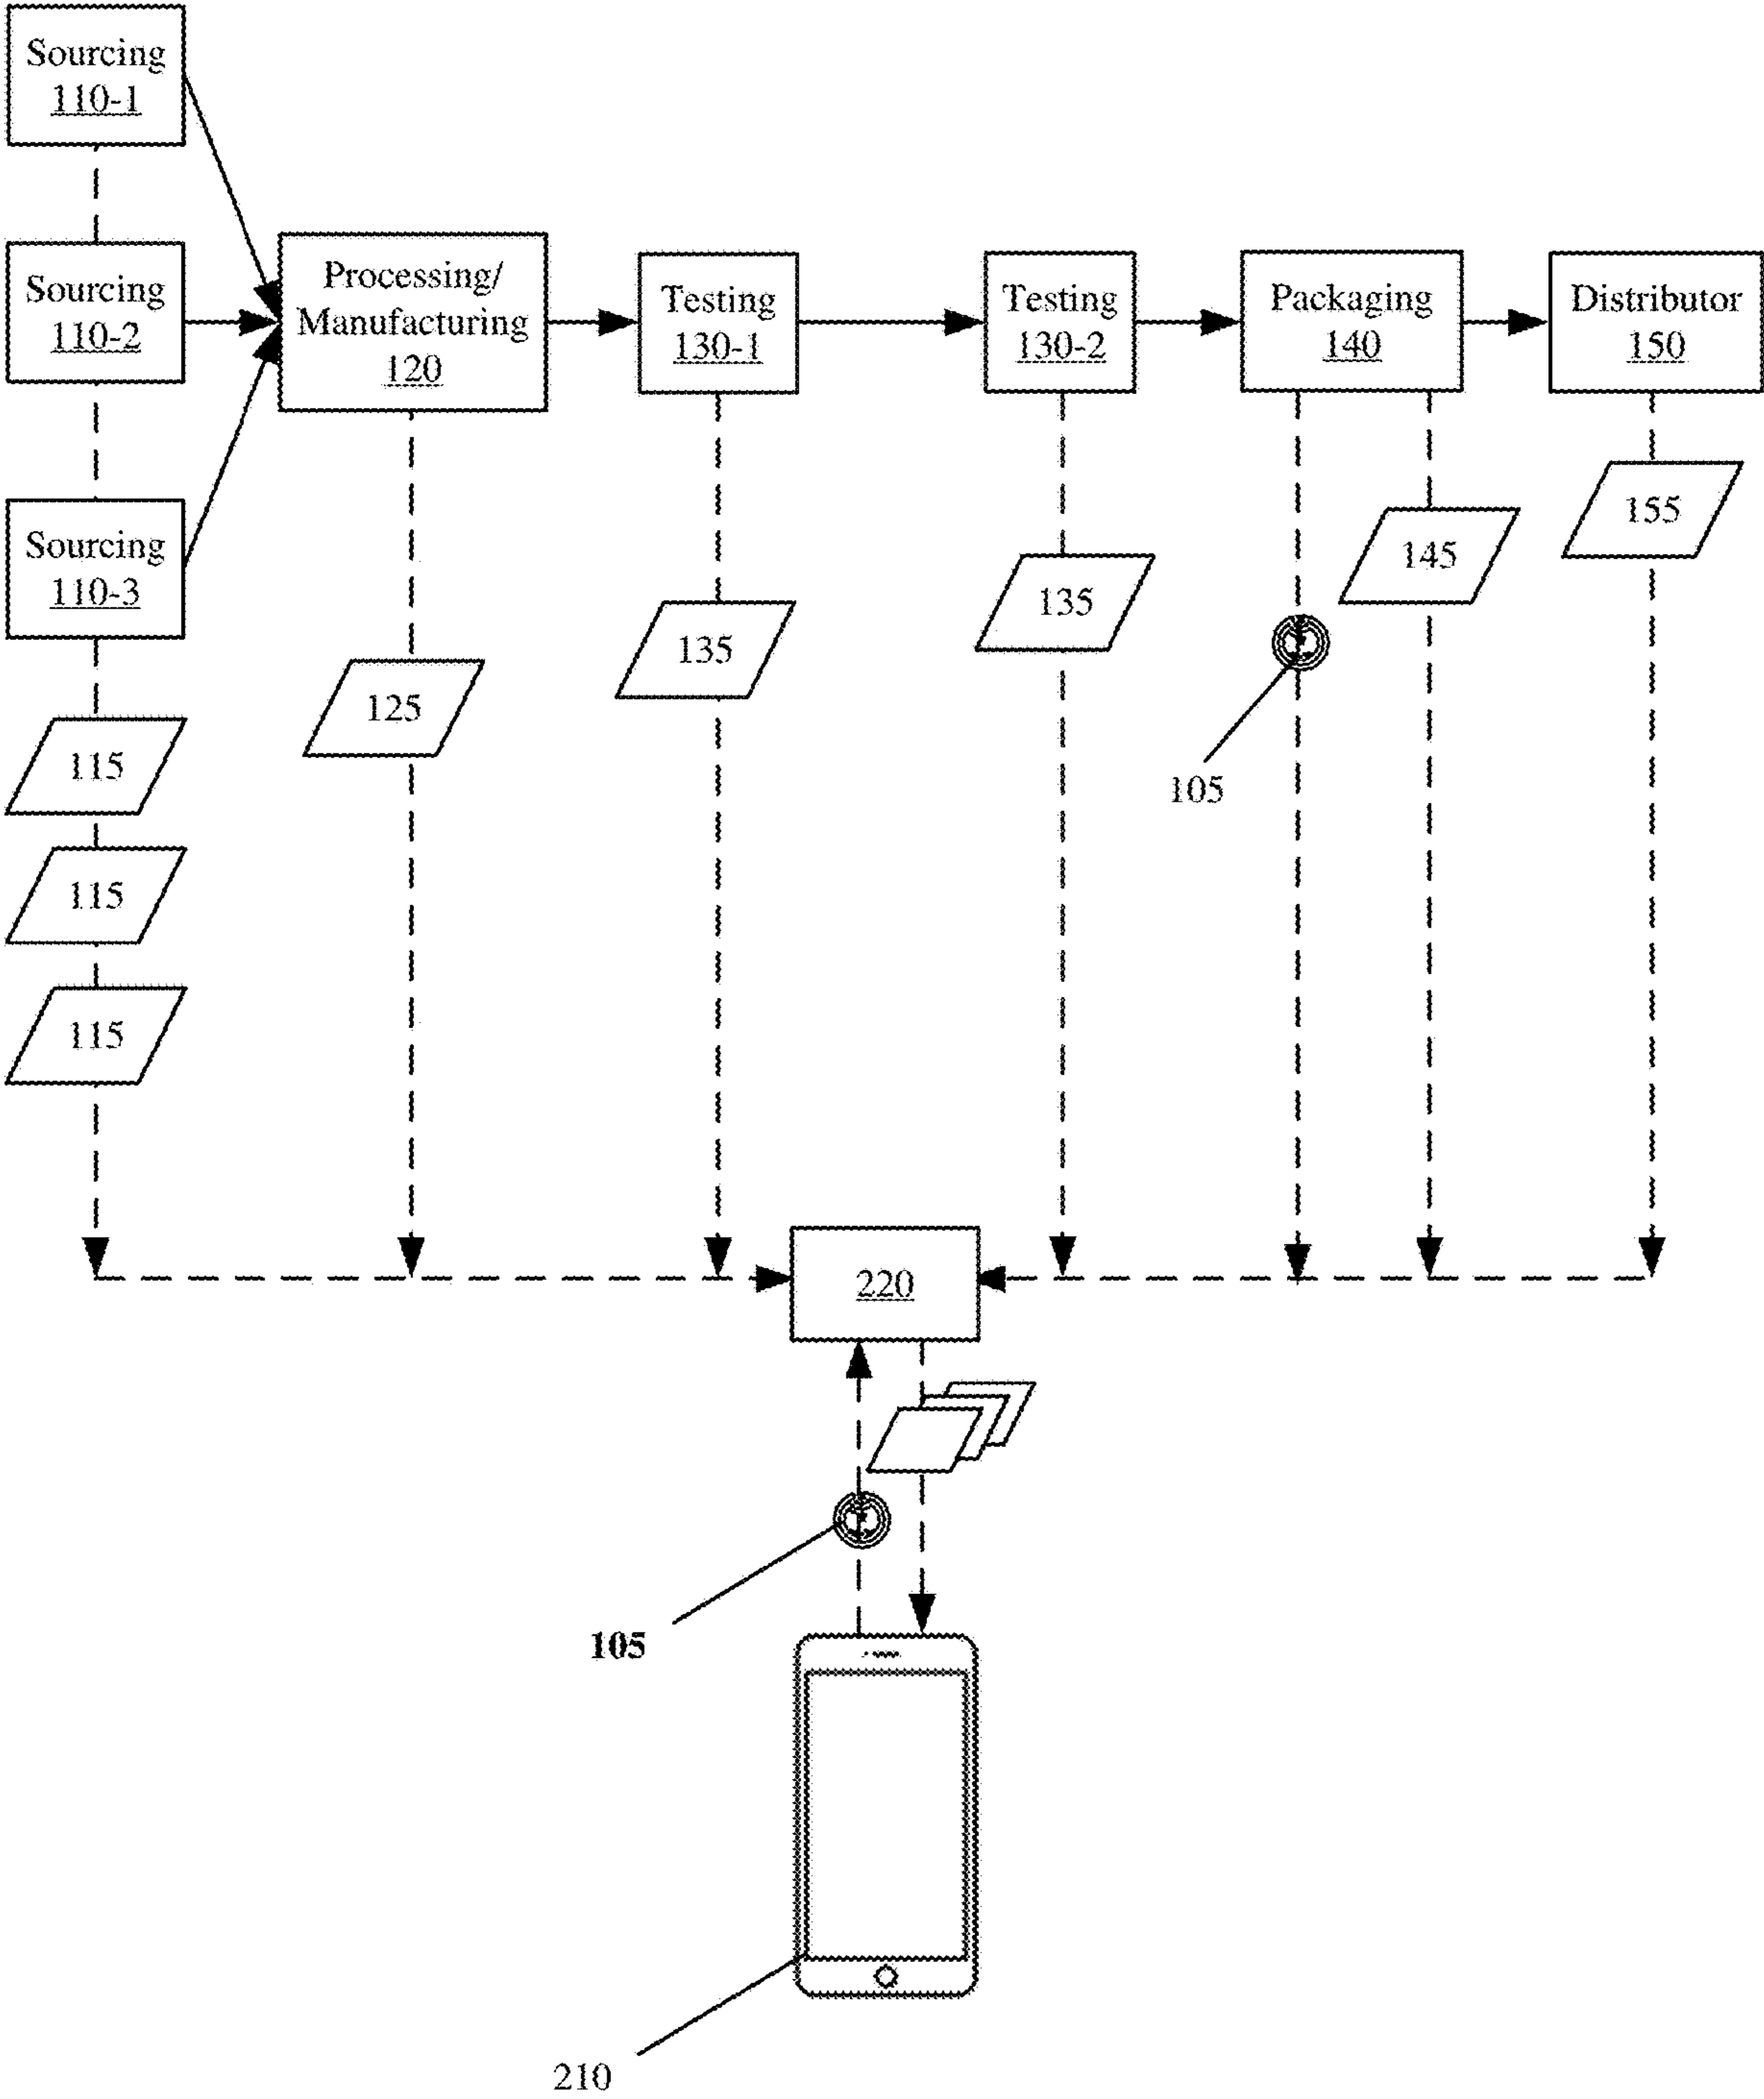 Sourcing
110-1
Sourcing
110-2
Processing/
Manufacturing
120
Testing
130-1
Testing
130-2
Packaging
140
Distributor
150
Sourcing
110-3
155
145
135
135
125
115
105
115
115
220
105
210